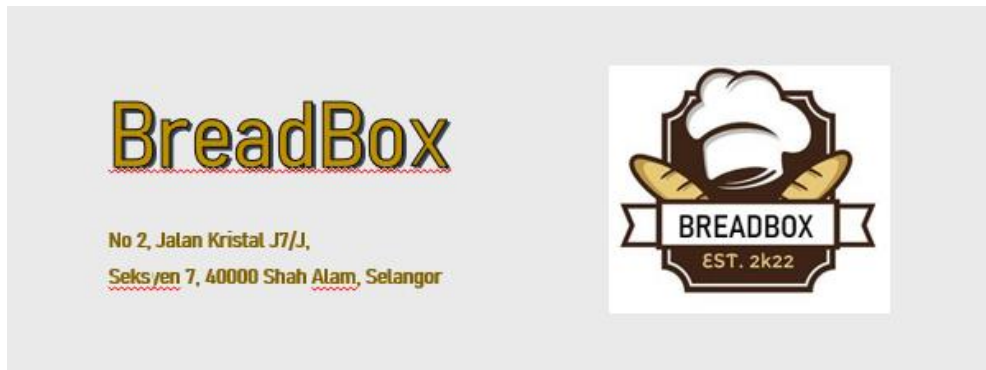 BreadBox
No 2, Jalan Kristal J7/J,
Seksyen 7, 40000 Shah Alam, Selangor
BREADBOX
EST. 2k22